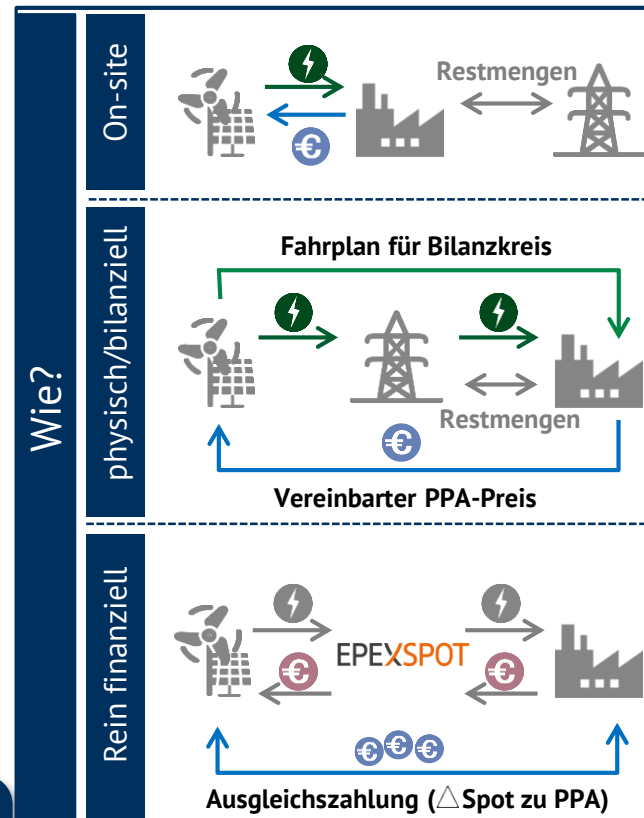 Wie?
On-site
Restmengen
€
physisch/bilanziell
Fahrplan für Bilanzkreis
Restmengen
€
Vereinbarter PPA-Preis
Rein finanziell
EPEXSPOT
€ €
€ € €
Ausgleichszahlung (△Spot zu PPA)